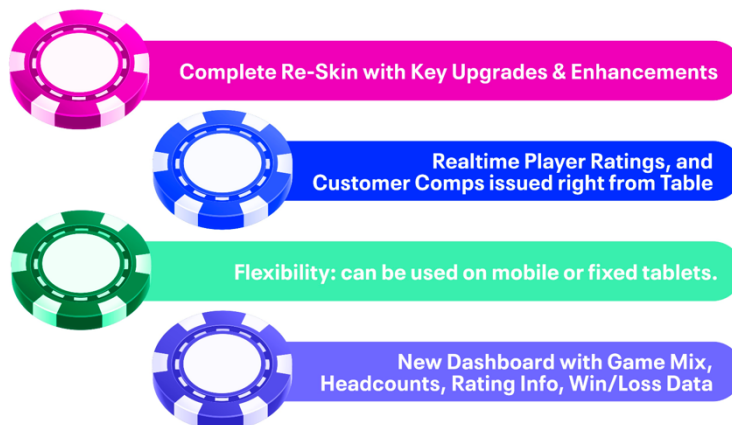 Complete Re-Skin with Key Upgrades & Enhancements
Realtime Player Ratings, and
Customer Comps issued right from Table
Flexibility: can be used on mobile or fixed tablets.
New Dashboard with Game Mix,
Headcounts, Rating Info, Win/Loss Data